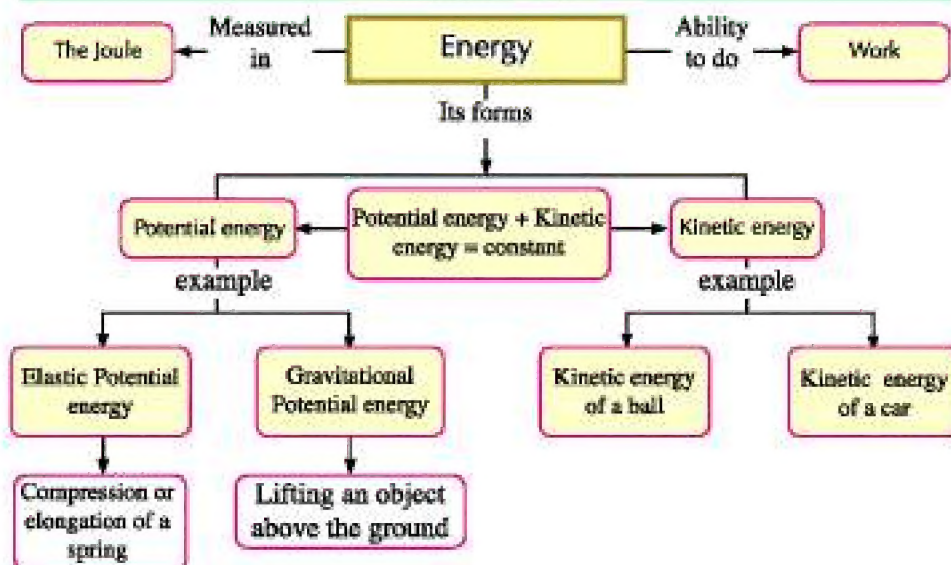 Energy
Measured
in
The Joule
Ability
to do
Work
Its forms
Potential energy
Potential energy + Kinetic
energy = constant
Kinetic energy
example
example
Elastic Potential
energy
Gravitational
Potential energy
Kinetic energy
of a ball
Kinetic energy
of a car
Compression or
elongation of a
spring
Lifting an object
above the ground